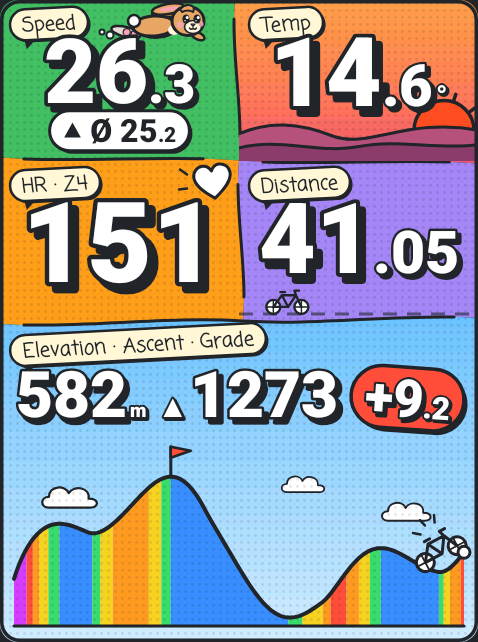 Speed
26.3
▲ Ø 25.2
Temp
14.6°
HR · Z4
151
Distance
41.05
Elevation · Ascent · Grade
582m ▲ 1273 +9.2